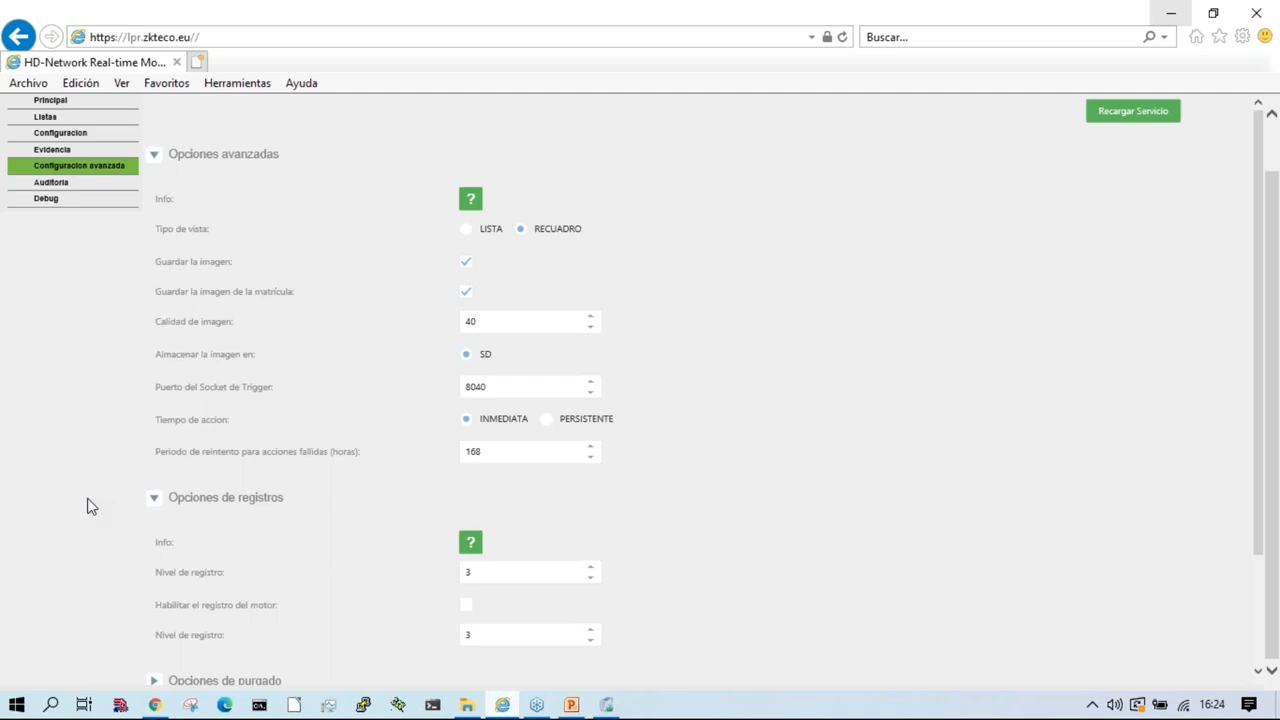 https://lpr.zkteco.eu//
Buscar...
HD-Network Real-time Mo...
Archivo Edición Ver Favoritos Herramientas Ayuda
Principal
Listas
Configuracion
Evidencia
Configuracion avanzada
Auditoria
Debug
Recargar Servicio
Opciones avanzadas
Info: ?
Tipo de vista: LISTA RECUADRO
Guardar la imagen:
Guardar la imagen de la matrícula:
Calidad de imagen: 40
Almacenar la imagen en: SD
Puerto del Socket de Trigger: 8040
Tiempo de accion: INMEDIATA PERSISTENTE
Periodo de reintento para acciones fallidas (horas): 168
Opciones de registros
Info: ?
Nivel de registro: 3
Habilitar el registro del motor:
Nivel de registro: 3
Opciones de purgado
16:24